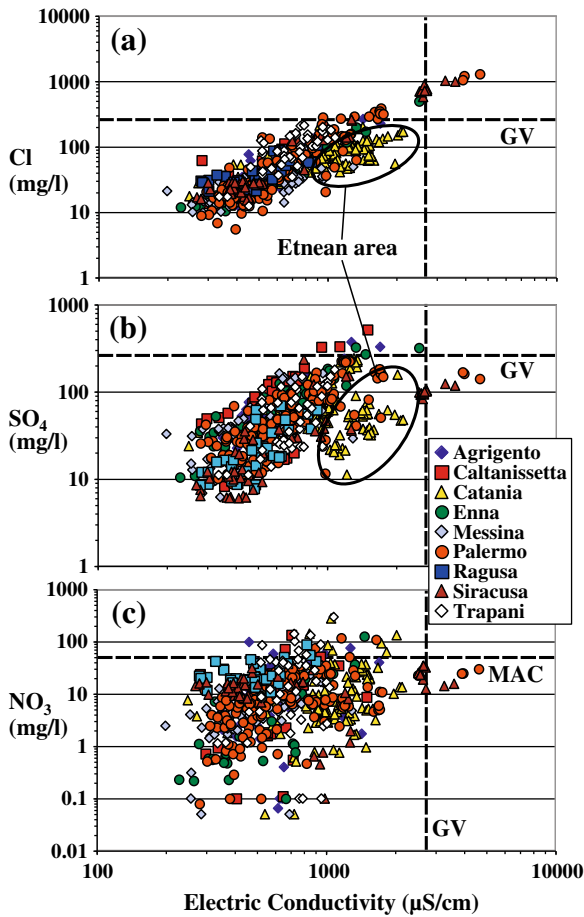 (a)
10000
1000
100
10
1
Cl
(mg/l)
GV
Etnean area
(b)
1000
100
10
1
SO4
(mg/l)
GV
Agrigento
Caltanissetta
Catania
Enna
Messina
Palermo
Ragusa
Siracusa
Trapani
(c)
1000
100
10
1
0.1
0.01
NO3
(mg/l)
MAC
GV
100 1000 10000
Electric Conductivity (µS/cm)